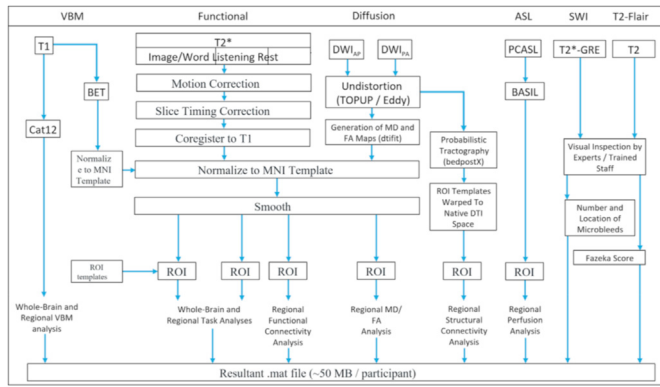 VBM
Functional
Diffusion
ASL
SWI
T2-Flair
T1
T2*
Image/Word Listening Rest
DWIAP
DWIPA
PCASL
T2*-GRE
T2
BET
Motion Correction
Undistortion
(TOPUP / Eddy)
BASIL
Cat12
Slice Timing Correction
Coregister to T1
Generation of MD and
FA Maps (dtifit)
Probabilistic
Tractography
(bedpostX)
Visual Inspection by
Experts / Trained
Staff
Normaliz
e to MNI
Template
Normalize to MNI Template
Smooth
ROI Templates
Warped To
Native DTI
Space
Number and
Location of
Microbleeds
Fazeka Score
ROI
templates
ROI
ROI
ROI
ROI
ROI
ROI
Whole-Brain and
Regional VBM
analysis
Whole-Brain and
Regional Task Analyses
Regional
Functional
Connectivity
Analysis
Regional MD/
FA
Analysis
Regional
Structural
Connectivity
Analysis
Regional
Perfusion
Analysis
Resultant .mat file (~50 MB / participant)